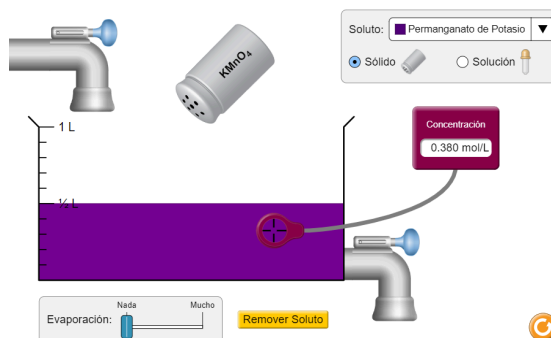 Soluto: Permanganato de Potasio ▼
Sólido Solución
KMnO₄
Concentración
0.380 mol/L
1 L
½ L
Nada Mucho
Evaporación:
Remover Soluto